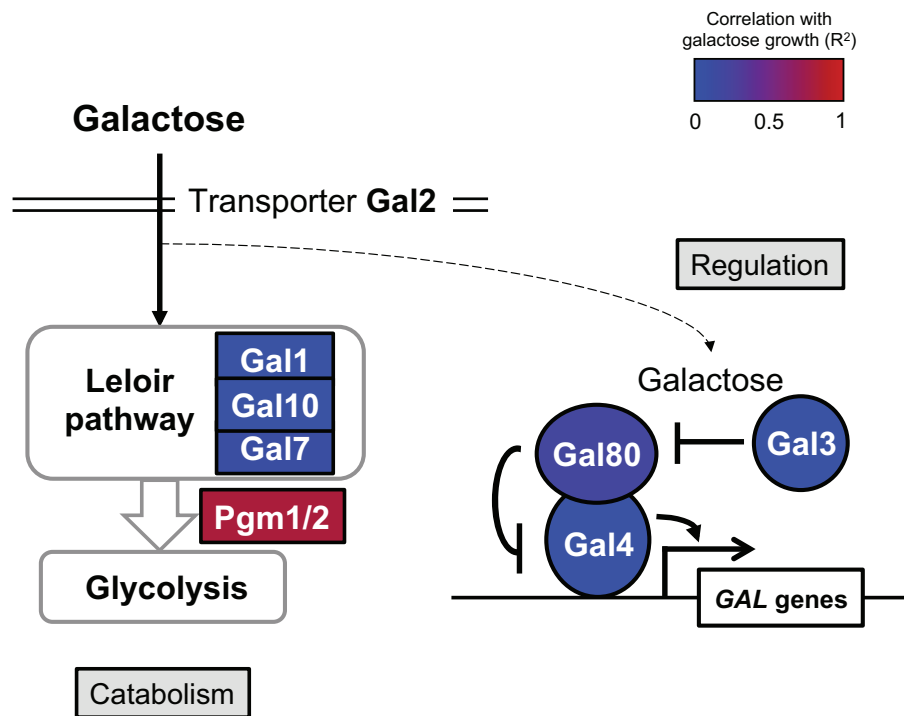 Correlation with
galactose growth (R²)
0 0.5 1
Galactose
Transporter Gal2
Regulation
Leloir
pathway
Gal1
Gal10
Gal7
Pgm1/2
Glycolysis
Catabolism
Galactose
Gal80
Gal3
Gal4
GAL genes